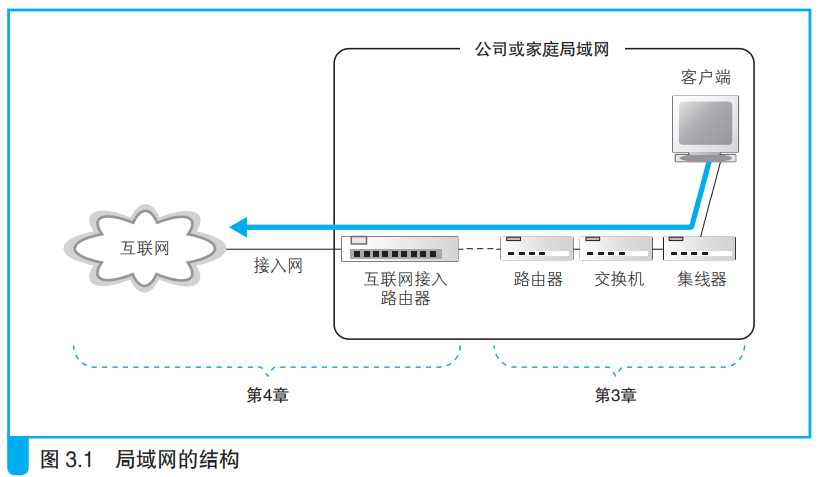 公司或家庭局域网
客户端
互联网
接入网
互联网接入
路由器
路由器
交换机
集线器
第4章
第3章
图 3.1 局域网的结构